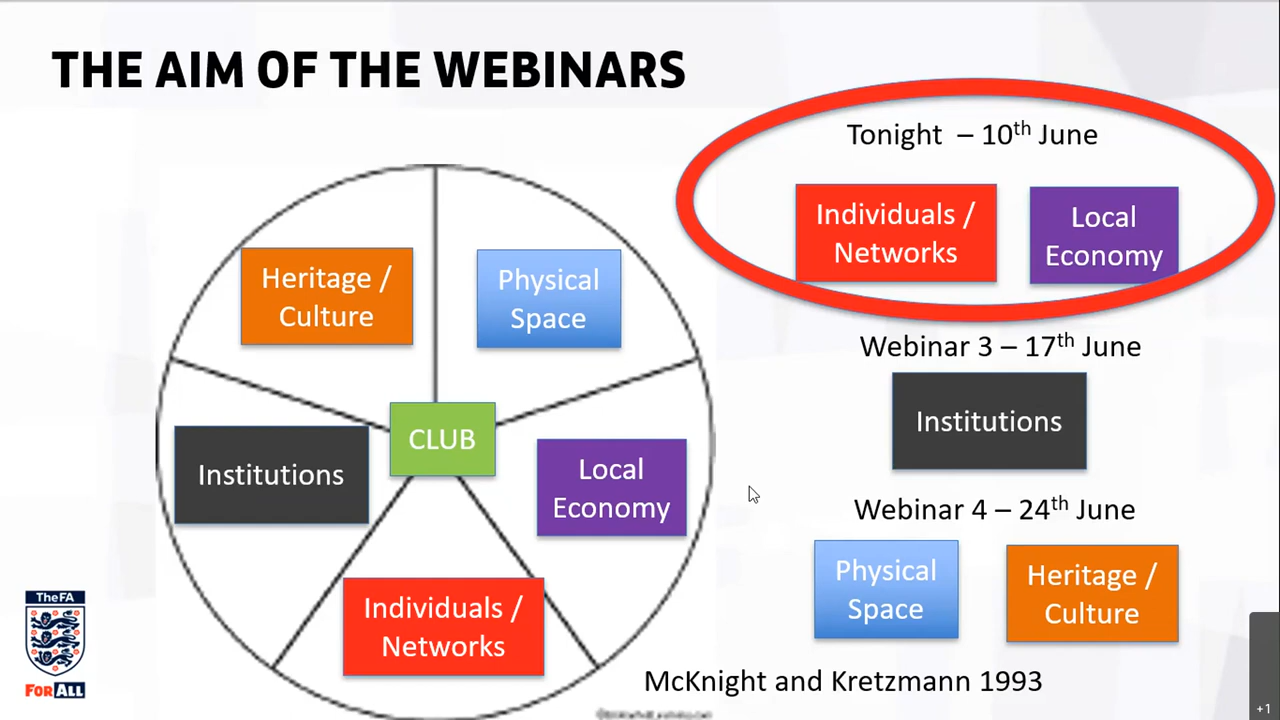 THE AIM OF THE WEBINARS
Tonight – 10th June
Individuals /
Networks
Local
Economy
Heritage /
Culture
Physical
Space
CLUB
Institutions
Local
Economy
Individuals /
Networks
Webinar 3 – 17th June
Institutions
Webinar 4 – 24th June
Physical
Space
Heritage /
Culture
McKnight and Kretzmann 1993
The FA
FOR ALL
+1